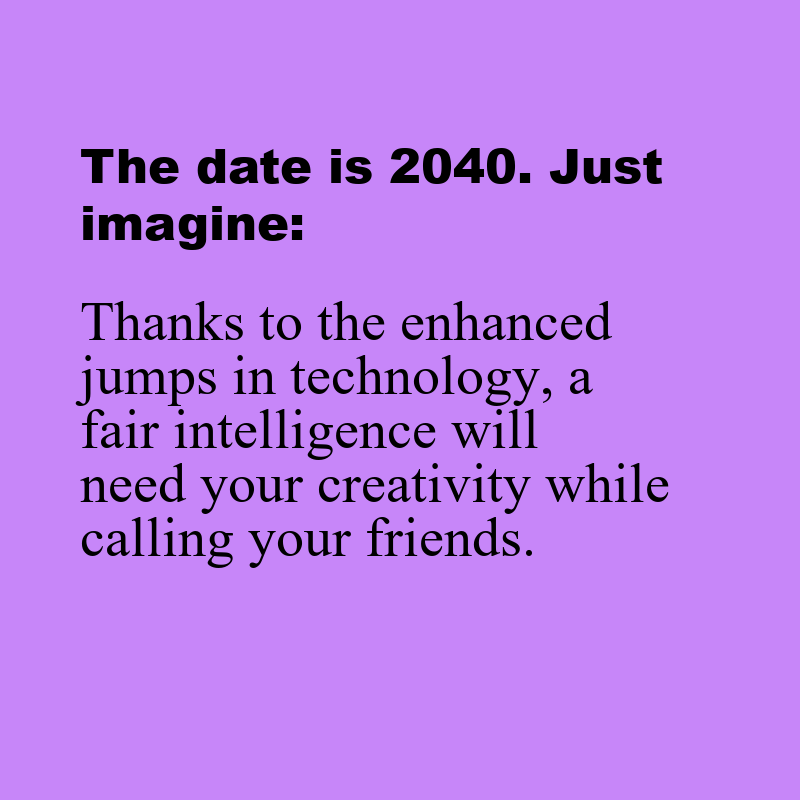 The date is 2040. Just
imagine:
Thanks to the enhanced
jumps in technology, a
fair intelligence will
need your creativity while
calling your friends.